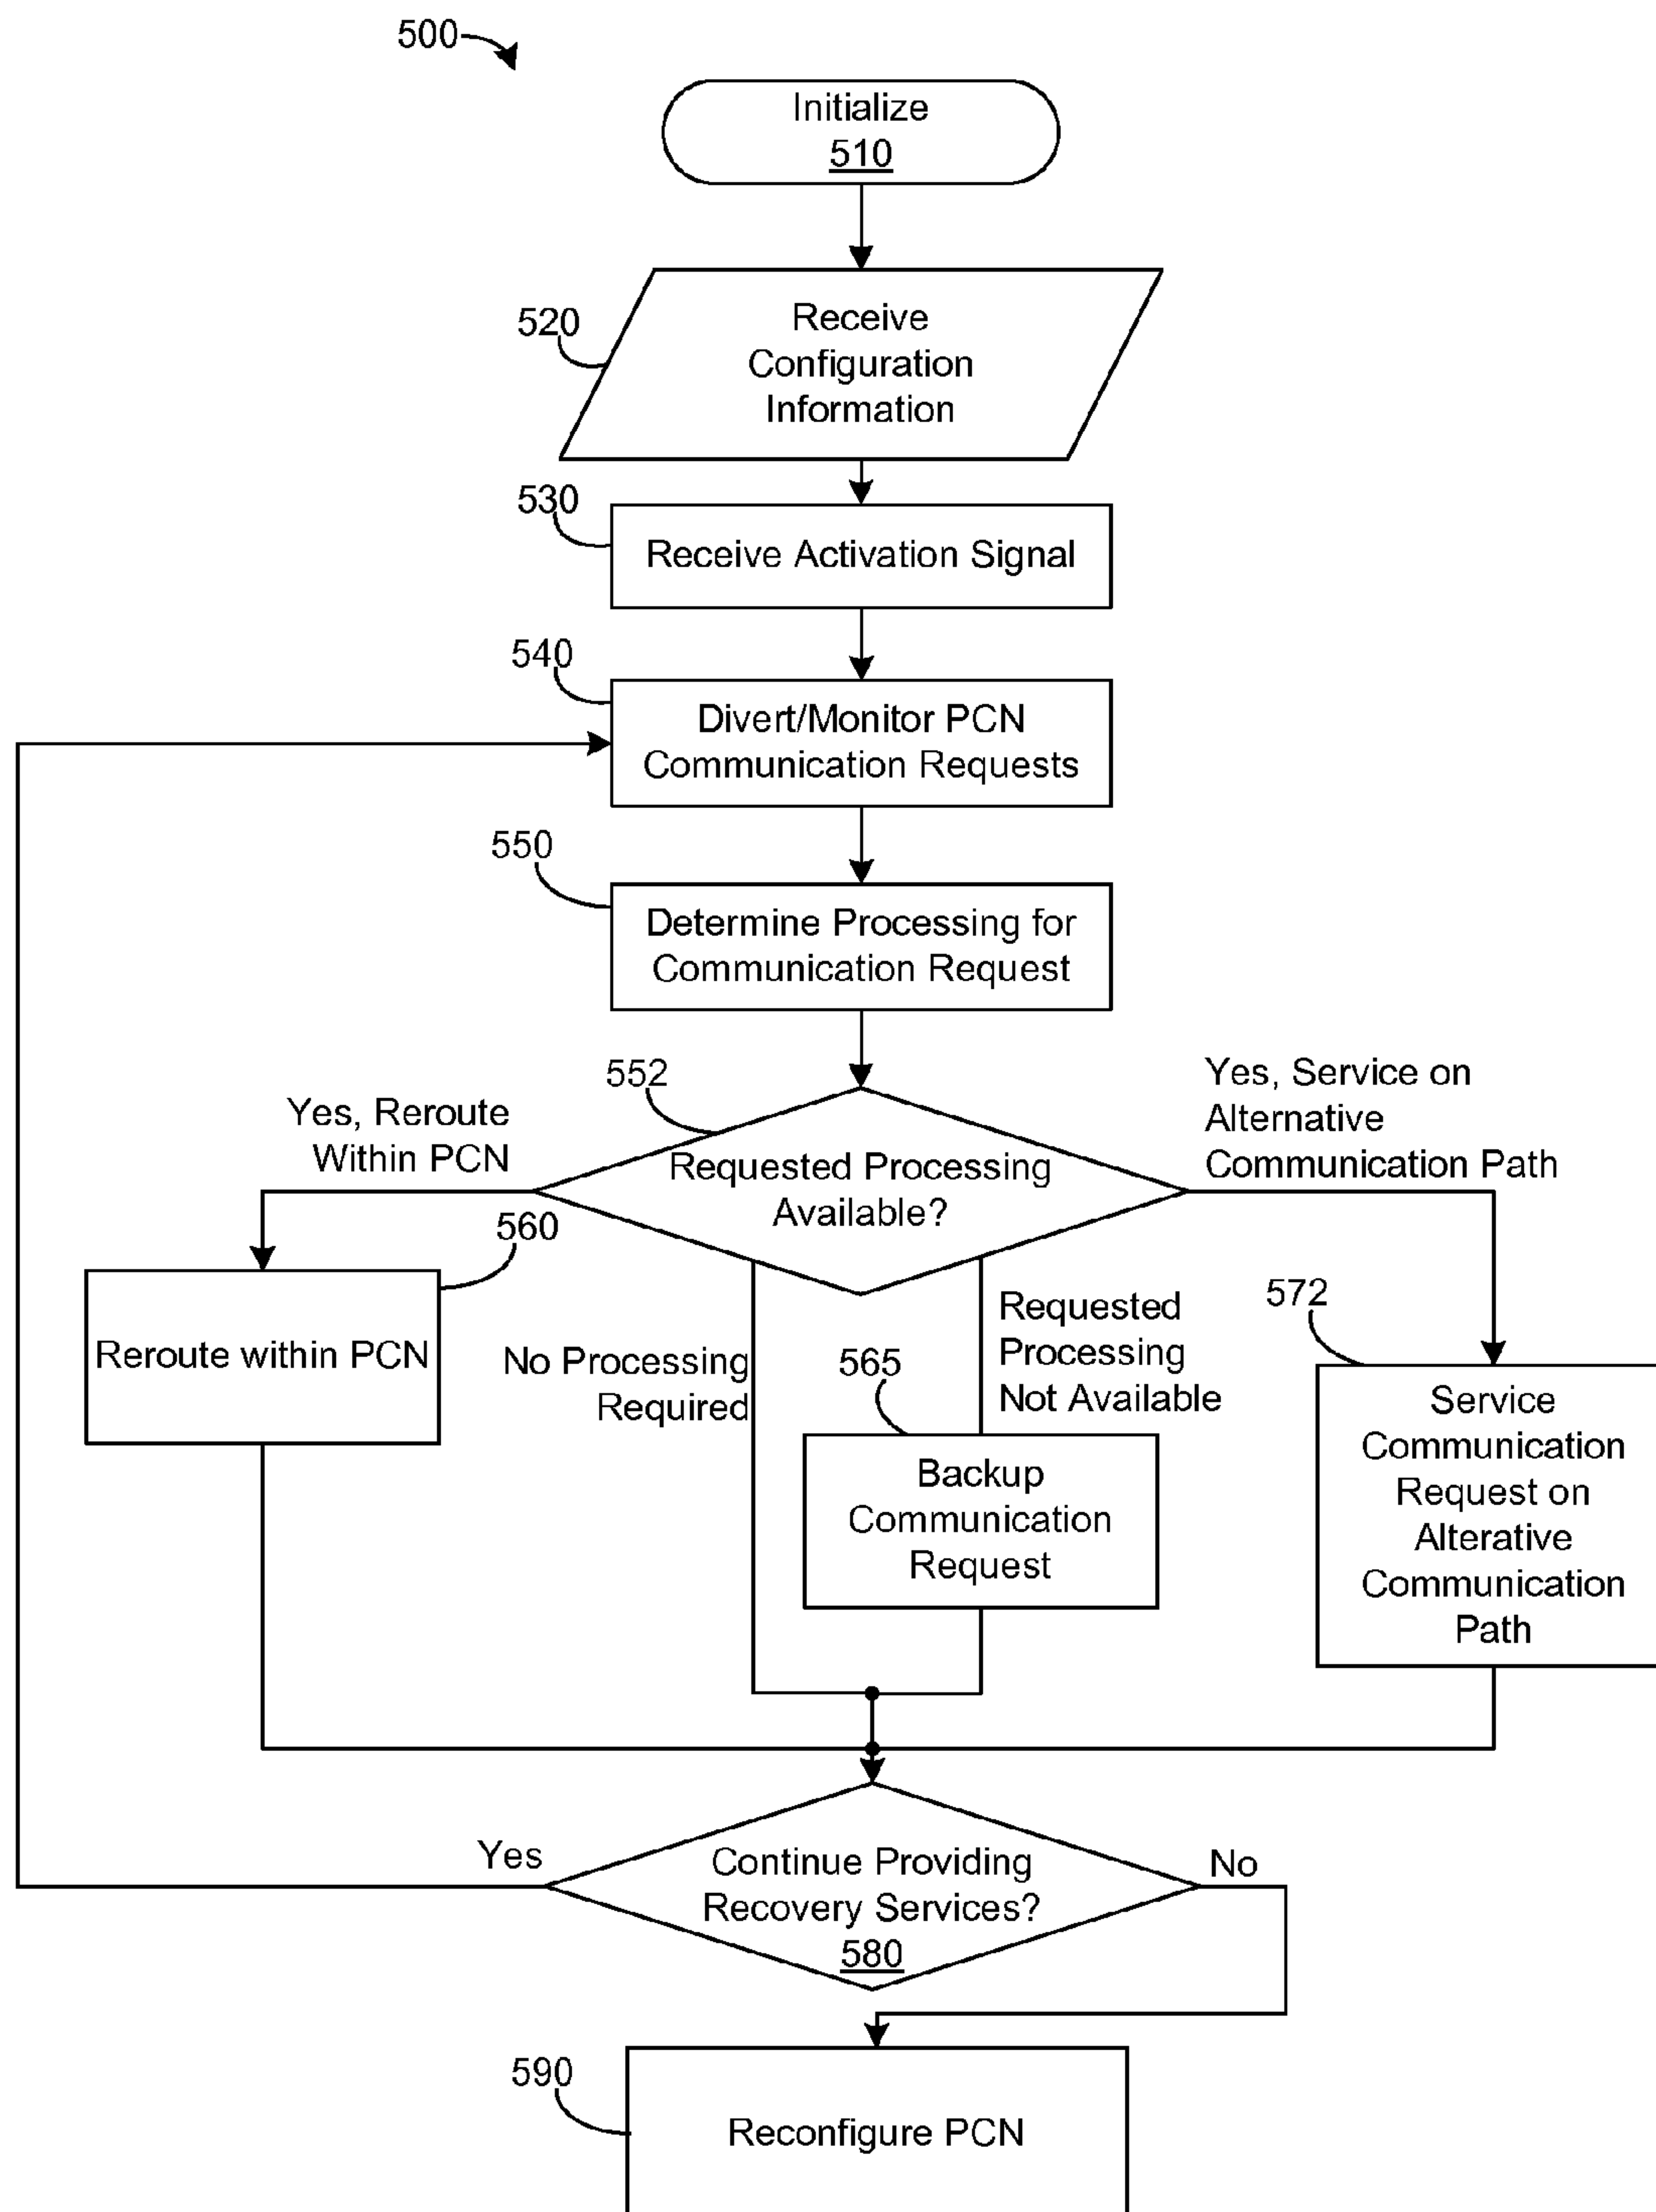 500
Initialize
510
520
Receive
Configuration
Information
530
Receive Activation Signal
540
Divert/Monitor PCN
Communication Requests
550
Determine Processing for
Communication Request
552
Yes, Reroute
Within PCN
Requested Processing
Available?
Yes, Service on
Alternative
Communication Path
560
Reroute within PCN
No Processing
Required
565
Requested
Processing
Not Available
Backup
Communication
Request
572
Service
Communication
Request on
Alterative
Communication
Path
Yes
Continue Providing
Recovery Services?
580
No
590
Reconfigure PCN